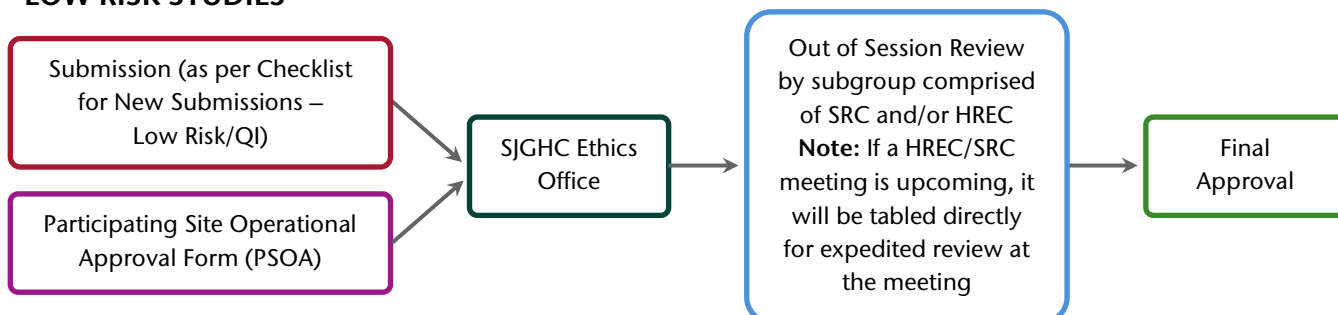 LOW RISK STUDIES
Submission (as per Checklist
for New Submissions –
Low Risk/QI)
Participating Site Operational
Approval Form (PSOA)
SJGHC Ethics
Office
Out of Session Review
by subgroup comprised
of SRC and/or HREC
Note: If a HREC/SRC
meeting is upcoming, it
will be tabled directly
for expedited review at
the meeting
Final
Approval